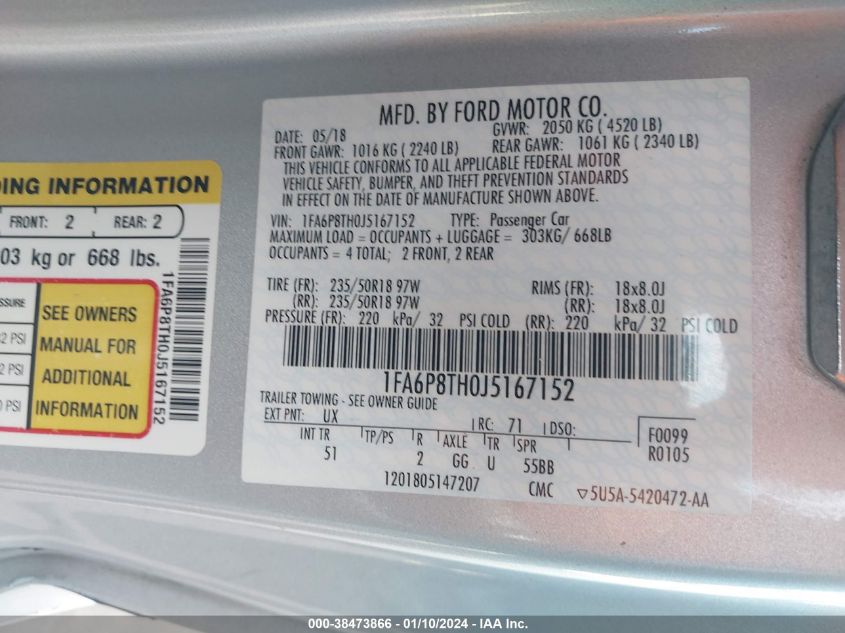 MFD. BY FORD MOTOR CO.
DATE: 05/18 GVWR: 2050 KG ( 4520 LB)
FRONT GAWR: 1016 KG ( 2240 LB) REAR GAWR: 1061 KG ( 2340 LB)
THIS VEHICLE CONFORMS TO ALL APPLICABLE FEDERAL MOTOR
VEHICLE SAFETY, BUMPER, AND THEFT PREVENTION STANDARDS
IN EFFECT ON THE DATE OF MANUFACTURE SHOWN ABOVE.
VIN: 1FA6P8TH0J5167152 TYPE: Passenger Car
MAXIMUM LOAD = OCCUPANTS + LUGGAGE = 303KG/ 668LB
OCCUPANTS = 4 TOTAL; 2 FRONT, 2 REAR
TIRE (FR): 235/50R18 97W RIMS (FR): 18x8.0J
(RR): 235/50R18 97W (RR): 18x8.0J
PRESSURE (FR): 220 kPa/ 32 PSI COLD (RR): 220 kPa/ 32 PSI COLD
1FA6P8TH0J5167152
TRAILER TOWING - SEE OWNER GUIDE
EXT PNT: UX RC: 71 DSO: F0099
R0105
INT TR TP/PS R AXLE TR SPR
51 2 GG U 55BB
1201805147207 CMC 5U5A-5420472-AA
DING INFORMATION
FRONT: 2 REAR: 2
03 kg or 668 lbs.
SSURE
2 PSI
PSI
SEE OWNERS
MANUAL FOR
ADDITIONAL
INFORMATION
1FA6P8TH0J5167152
000-38473866 - 01/10/2024 - IAA Inc.